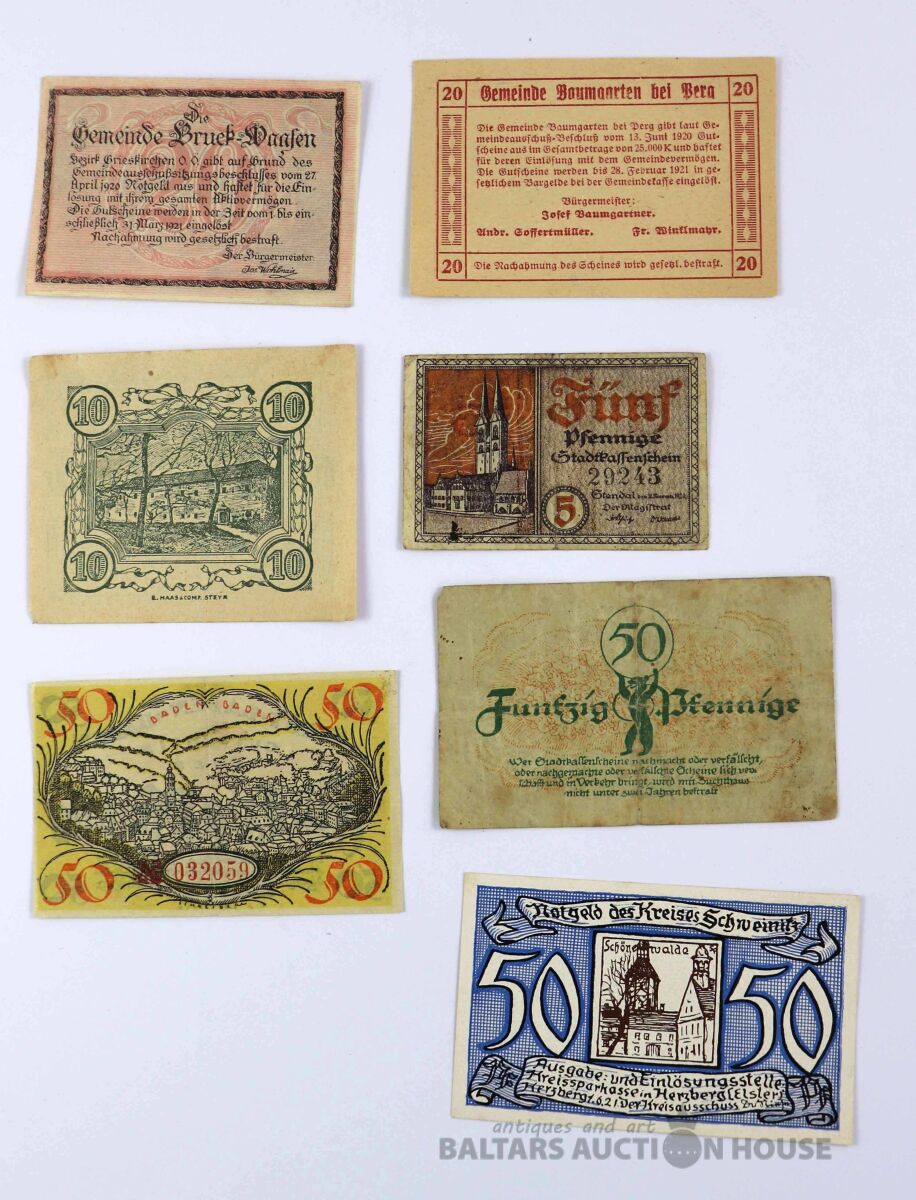 Die
Gemeinde Bruck-Waasen
Bezirk Grieskirchen O. Ö. gibt auf Grund des
Gemeindeausschußsitzungsbeschlusses vom 27.
April 1920 Notgeld aus und haftet für die Ein-
lösung mit ihrem gesamten Aktivvermögen.
Die Gutscheine werden in der Zeit vom 1. bis ein-
schließlich 31. März 1921 eingelöst
Nachahmung wird gesetzlich bestraft.
Der Bürgermeister:
20 Gemeinde Baumgarten bei Perg 20
Die Gemeinde Baumgarten bei Perg gibt laut Ge-
meindeausschuß-Beschluß vom 13. Juni 1920 Gut-
scheine aus im Gesamtbetrage von 25.000 K und haftet
für deren Einlösung mit dem Gemeindevermögen.
Die Gutscheine werden bis 28. Februar 1921 in ge-
setzlichem Bargelde bei der Gemeindekasse eingelöst.
Bürgermeister:
Josef Baumgartner.
Andr. Soffertmüller. Fr. Winklmayr.
20 Die Nachahmung des Scheines wird gesetzl. bestraft. 20
10 10
10 10
E. HAAS & COMP. STEYR
Fünf
Pfennige
Stadtkassenschein
29243
Stendal
Der Magistrat
5
50
Funfzig Pfennige
Wer Stadtkassenscheine nachmacht oder verfälscht,
oder nachgemachte oder verfälschte Scheine sich ver-
schafft und in Verkehr bringt, wird mit Zuchthaus
nicht unter zwei Jahren bestraft
50 BADEN BADEN 50
50 032059 50
Notgeld des Kreises Schweinitz
Schönewalde
50 50
Ausgabe- und Einlösungsstelle:
Kreissparkasse in Herzberg (Elster)
Herzberg Der Kreisausschuss
Pf Pf
antiques and art
BALTARS AUCTION HOUSE